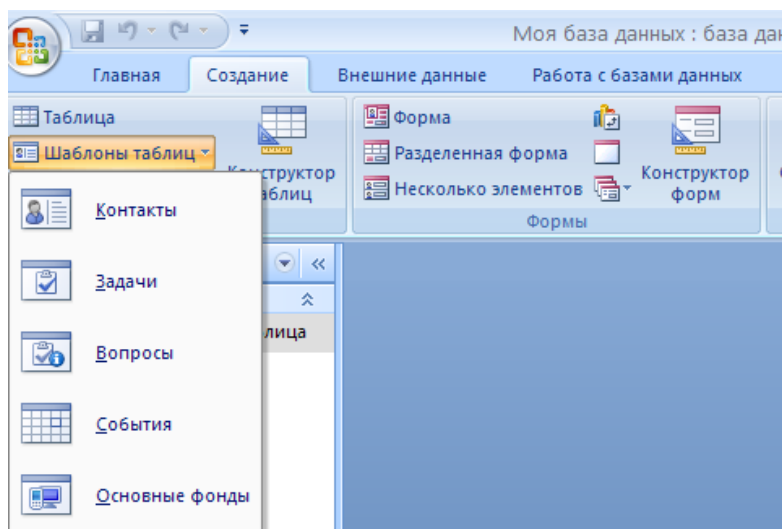 Моя база данных : база дан
Главная Создание Внешние данные Работа с базами данных
Таблица
Шаблоны таблиц
Конструктор
таблиц
Форма
Разделенная форма
Несколько элементов
Конструктор
форм
Формы
Контакты
Задачи
Вопросы
События
Основные фонды
лица